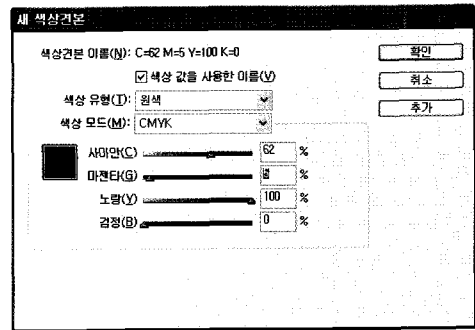 새 색상견본
색상견본 이름(N): C=62 M=5 Y=100 K=0
확인
색상 값을 사용한 이름(V)
취소
색상 유형(T): 원색
추가
색상 모드(M): CMYK
사이안(C) 62 %
마젠타(G) %
노랑(Y) 100 %
검정(B) 0 %